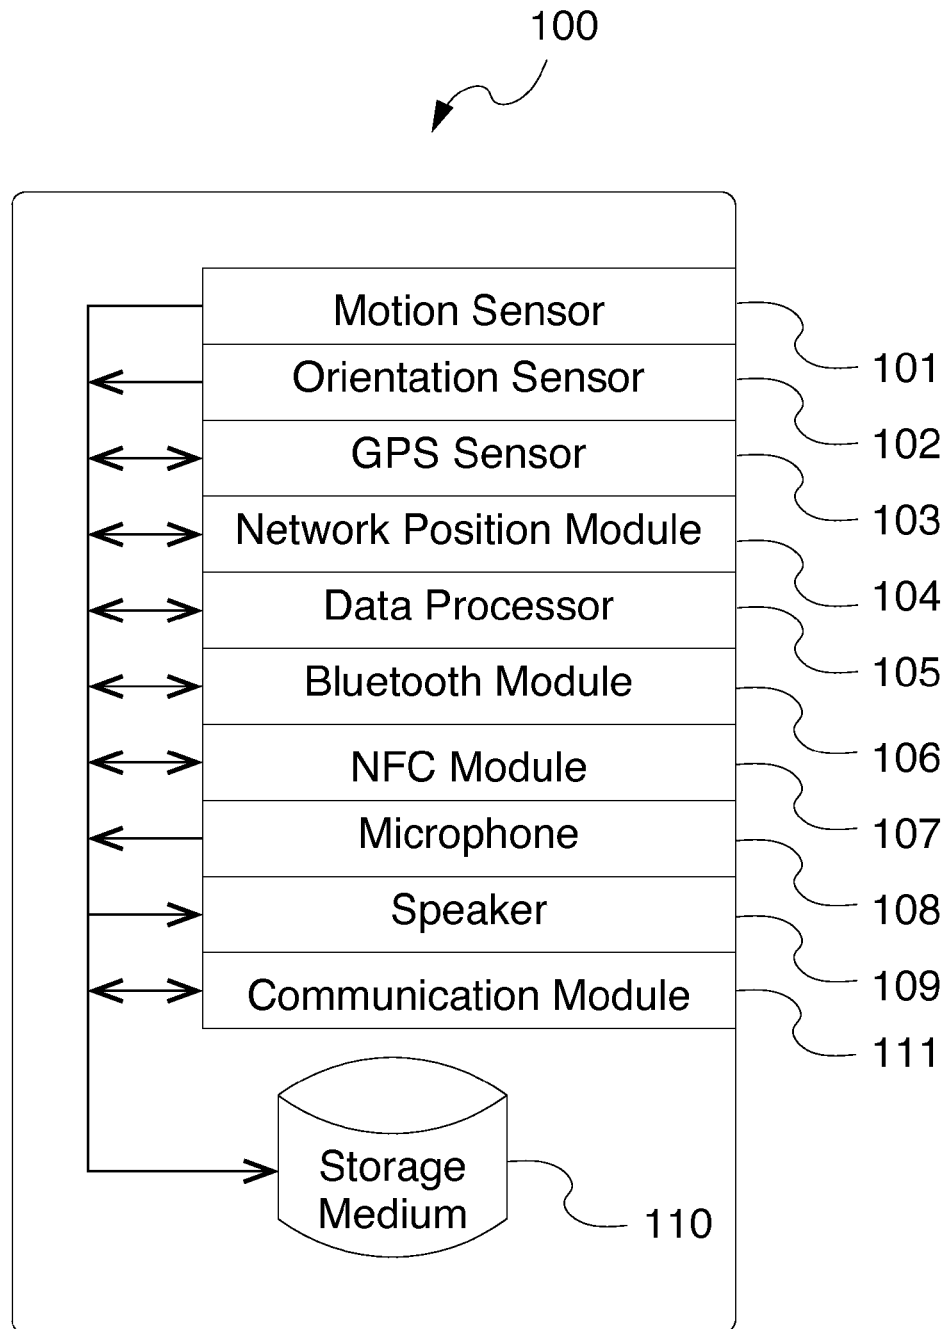 100
Motion Sensor
101
Orientation Sensor
102
GPS Sensor
103
Network Position Module
104
Data Processor
105
Bluetooth Module
106
NFC Module
107
Microphone
108
Speaker
109
Communication Module
111
Storage
Medium
110